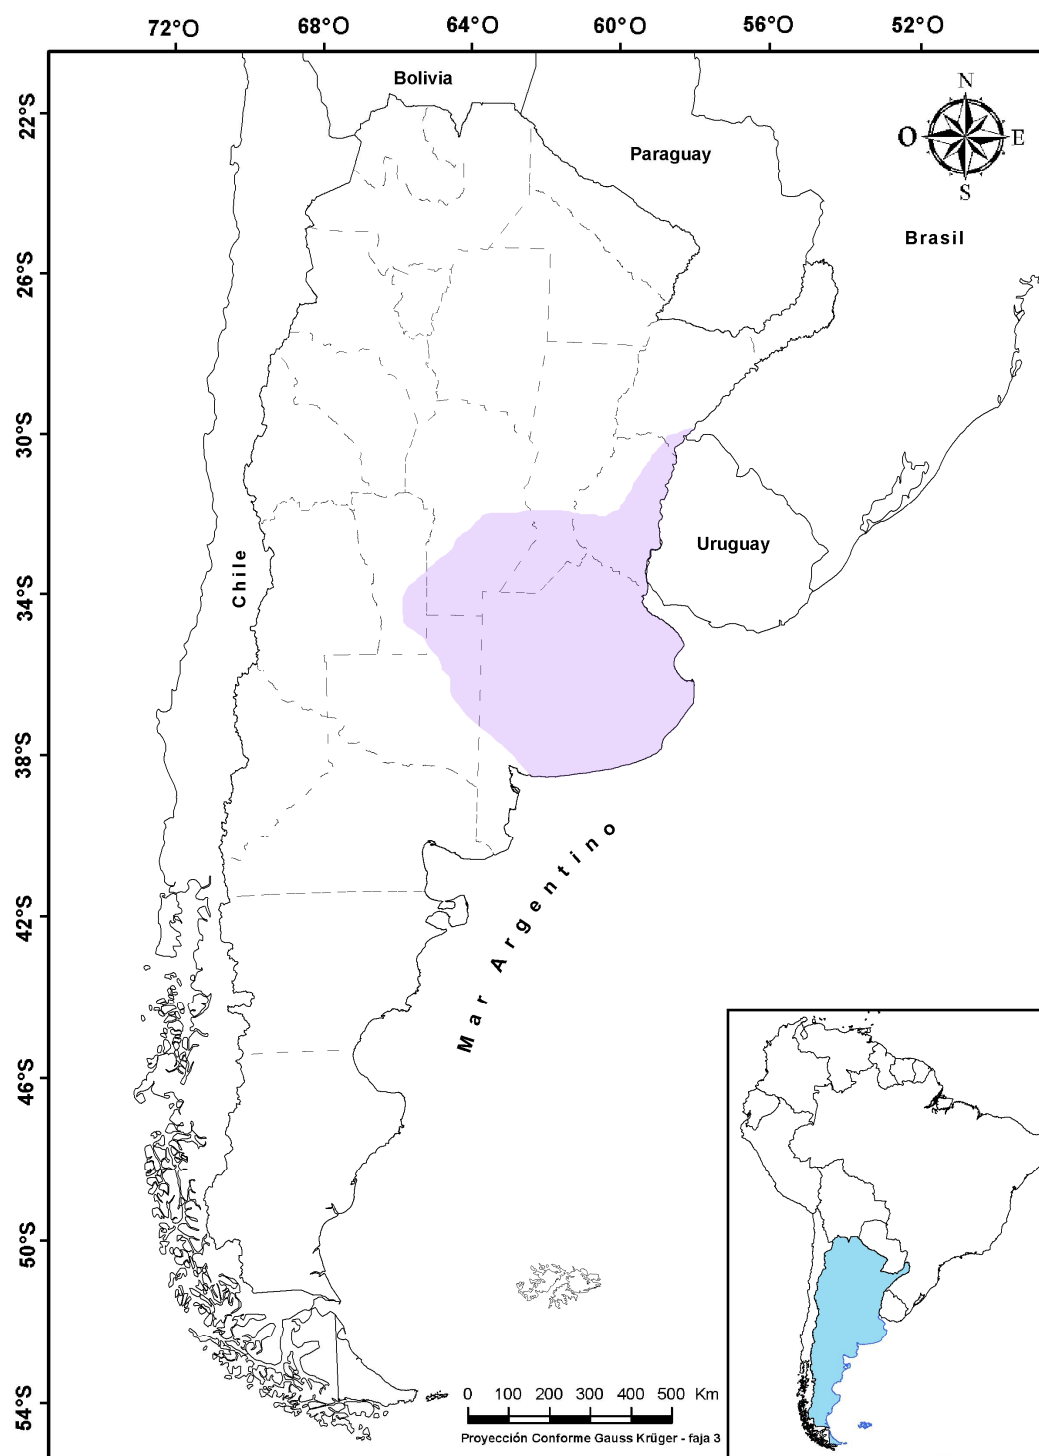 72°O 68°O 64°O 60°O 56°O 52°O
Bolivia
N
22°S
O
E
Paraguay
S
Brasil
26°S
30°S
Uruguay
Chile
34°S
38°S
Mar Argentino
42°S
46°S
50°S
54°S
0 100 200 300 400 500 Km
Proyección Conforme Gauss Krüger - faja 3